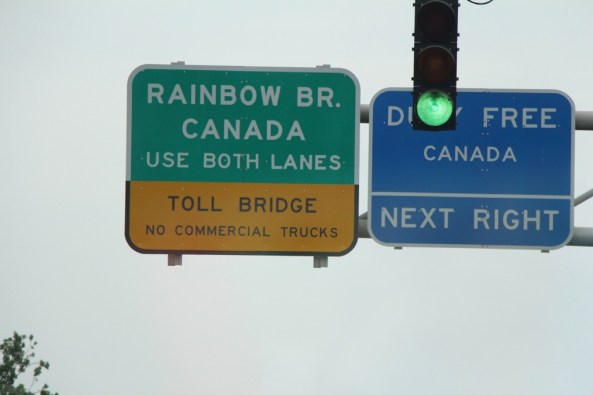 RAINBOW BR.
CANADA
USE BOTH LANES
TOLL BRIDGE
NO COMMERCIAL TRUCKS
FREE
CANADA
NEXT RIGHT